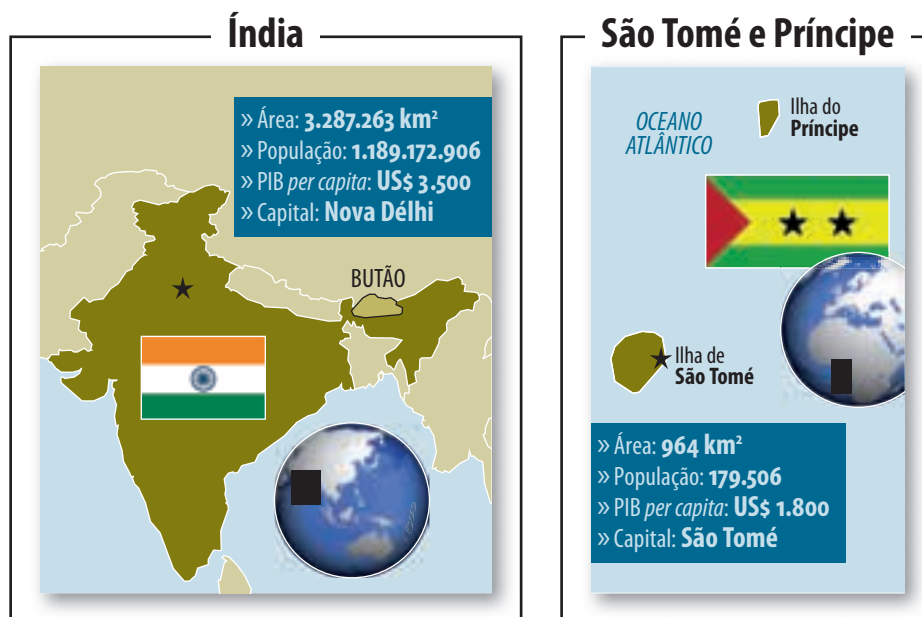 Índia
» Área: 3.287.263 km²
» População: 1.189.172.906
» PIB per capita: US$ 3.500
» Capital: Nova Délhi
BUTÃO
São Tomé e Príncipe
OCEANO
ATLÂNTICO
Ilha do
Príncipe
Ilha de
São Tomé
» Área: 964 km²
» População: 179.506
» PIB per capita: US$ 1.800
» Capital: São Tomé